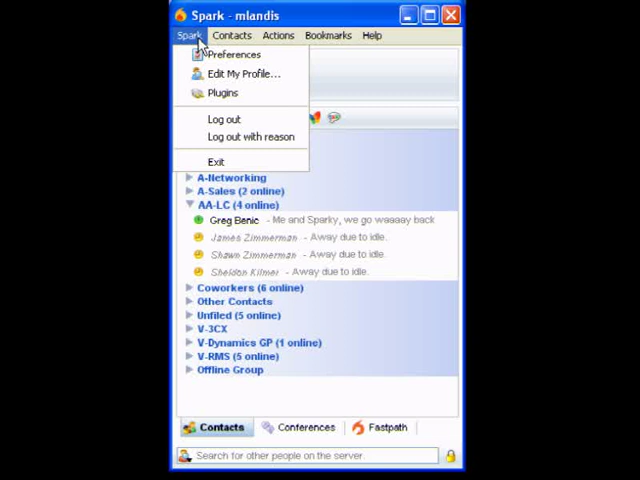 Spark - mlandis
Spark Contacts Actions Bookmarks Help
Preferences
Edit My Profile...
Plugins
Log out
Log out with reason
Exit
A-Networking
A-Sales (2 online)
AA-LC (4 online)
Greg Benic - Me and Sparky, we go waaaay back
James Zimmerman - Away due to idle.
Shawn Zimmerman - Away due to idle.
Sheldon Kilmer - Away due to idle.
Coworkers (6 online)
Other Contacts
Unfiled (5 online)
V-3CX
V-Dynamics GP (1 online)
V-RMS (5 online)
Offline Group
Contacts Conferences Fastpath
Search for other people on the server.